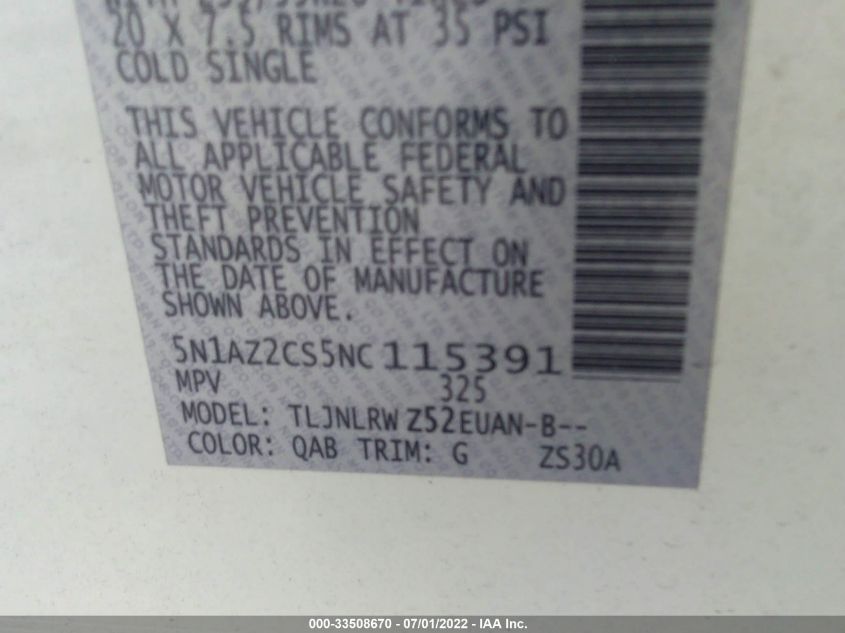 20 X 7.5 RIMS AT 35 PSI
COLD SINGLE
THIS VEHICLE CONFORMS TO
ALL APPLICABLE FEDERAL
MOTOR VEHICLE SAFETY AND
THEFT PREVENTION
STANDARDS IN EFFECT ON
THE DATE OF MANUFACTURE
SHOWN ABOVE.
5N1AZ2CS5NC115391
MPV 325
MODEL: TLJNLRW Z52EUAN-B--
COLOR: QAB TRIM: G ZS30A
000-33508670 - 07/01/2022 - IAA Inc.